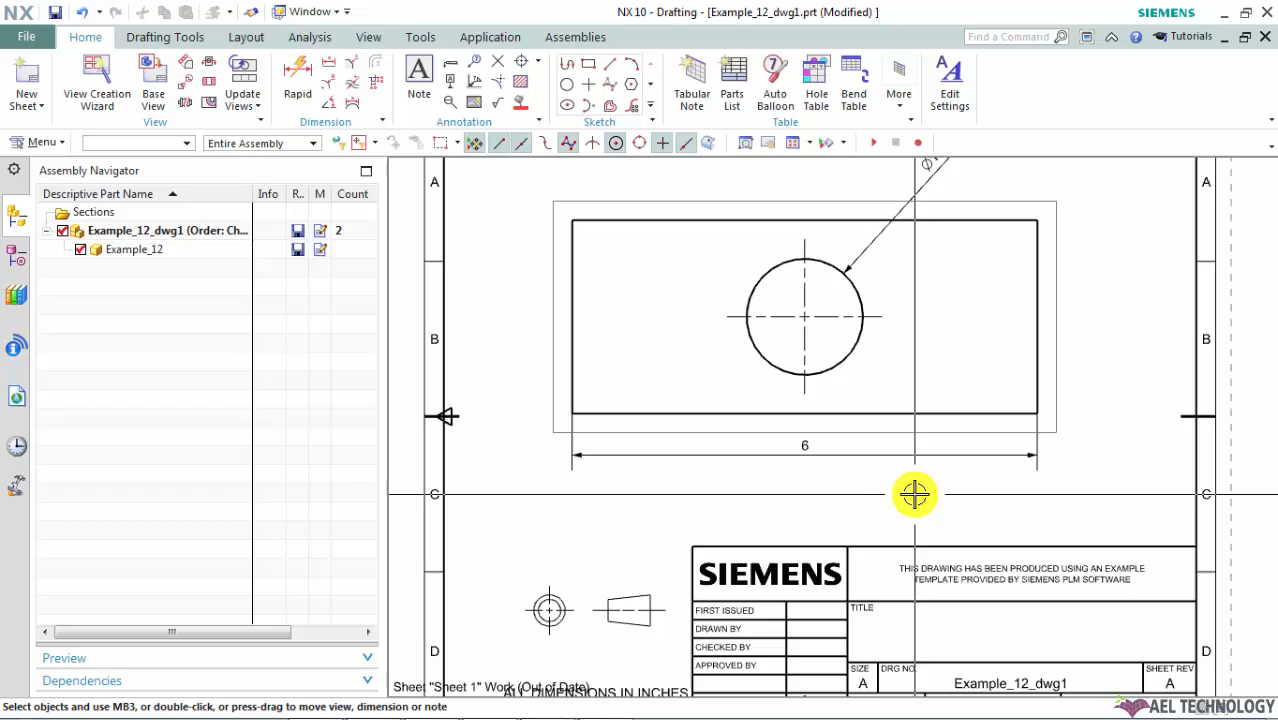 NX
Window
NX 10 - Drafting - [Example_12_dwg1.prt (Modified) ]
SIEMENS
File
Home
Drafting Tools
Layout
Analysis
View
Tools
Application
Assemblies
Find a Command
Tutorials
New
Sheet
View Creation
Wizard
Base
View
Update
Views
Rapid
Note
Tabular
Note
Parts
List
Auto
Balloon
Hole
Table
Bend
Table
More
Edit
Settings
View
Dimension
Annotation
Sketch
Table
Menu
Entire Assembly
Assembly Navigator
Descriptive Part Name
Info
R..
M
Count
Sections
Example_12_dwg1 (Order: Ch...
2
Example_12
Preview
Dependencies
A
A
B
B
C
C
D
D
6
SIEMENS
THIS DRAWING HAS BEEN PRODUCED USING AN EXAMPLE
TEMPLATE PROVIDED BY SIEMENS PLM SOFTWARE
FIRST ISSUED
DRAWN BY
CHECKED BY
APPROVED BY
TITLE
SIZE
A
DRG NO.
Example_12_dwg1
SHEET REV
A
Sheet "Sheet 1" Work (Out of Date)
ALL DIMENSIONS IN INCHES
Select objects and use MB3, or double-click, or press-drag to move view, dimension or note
AEL TECHNOLOGY